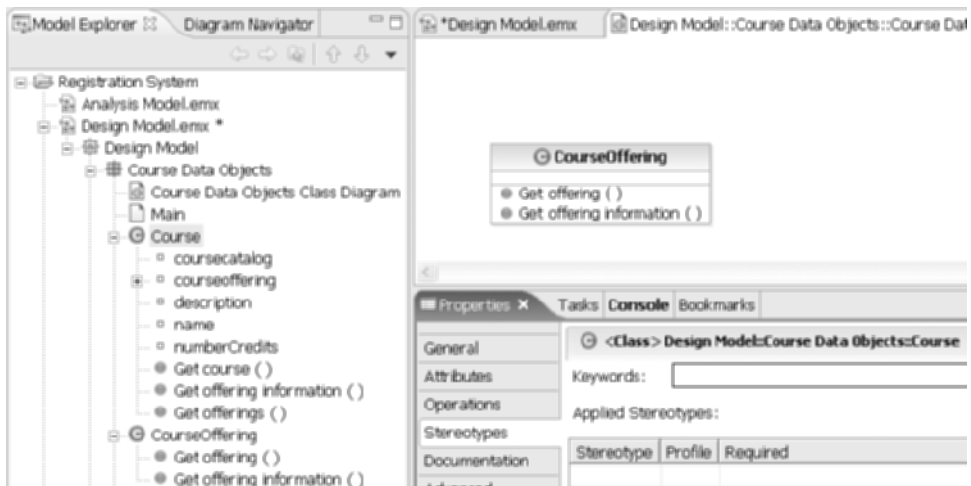 Model Explorer
Diagram Navigator
Registration System
Analysis Model.emx
Design Model.emx *
Design Model
Course Data Objects
Course Data Objects Class Diagram
Main
Course
coursecatalog
courseoffering
description
name
numberCredits
Get course ( )
Get offering information ( )
Get offerings ( )
CourseOffering
Get offering ( )
Get offering information ( )
*Design Model.emx
Design Model::Course Data Objects::Course Dat
CourseOffering
Get offering ( )
Get offering information ( )
Properties
Tasks
Console
Bookmarks
General
Attributes
Operations
Stereotypes
Documentation
Advanced
<Class> Design Model::Course Data Objects::Course
Keywords:
Applied Stereotypes:
Stereotype Profile Required